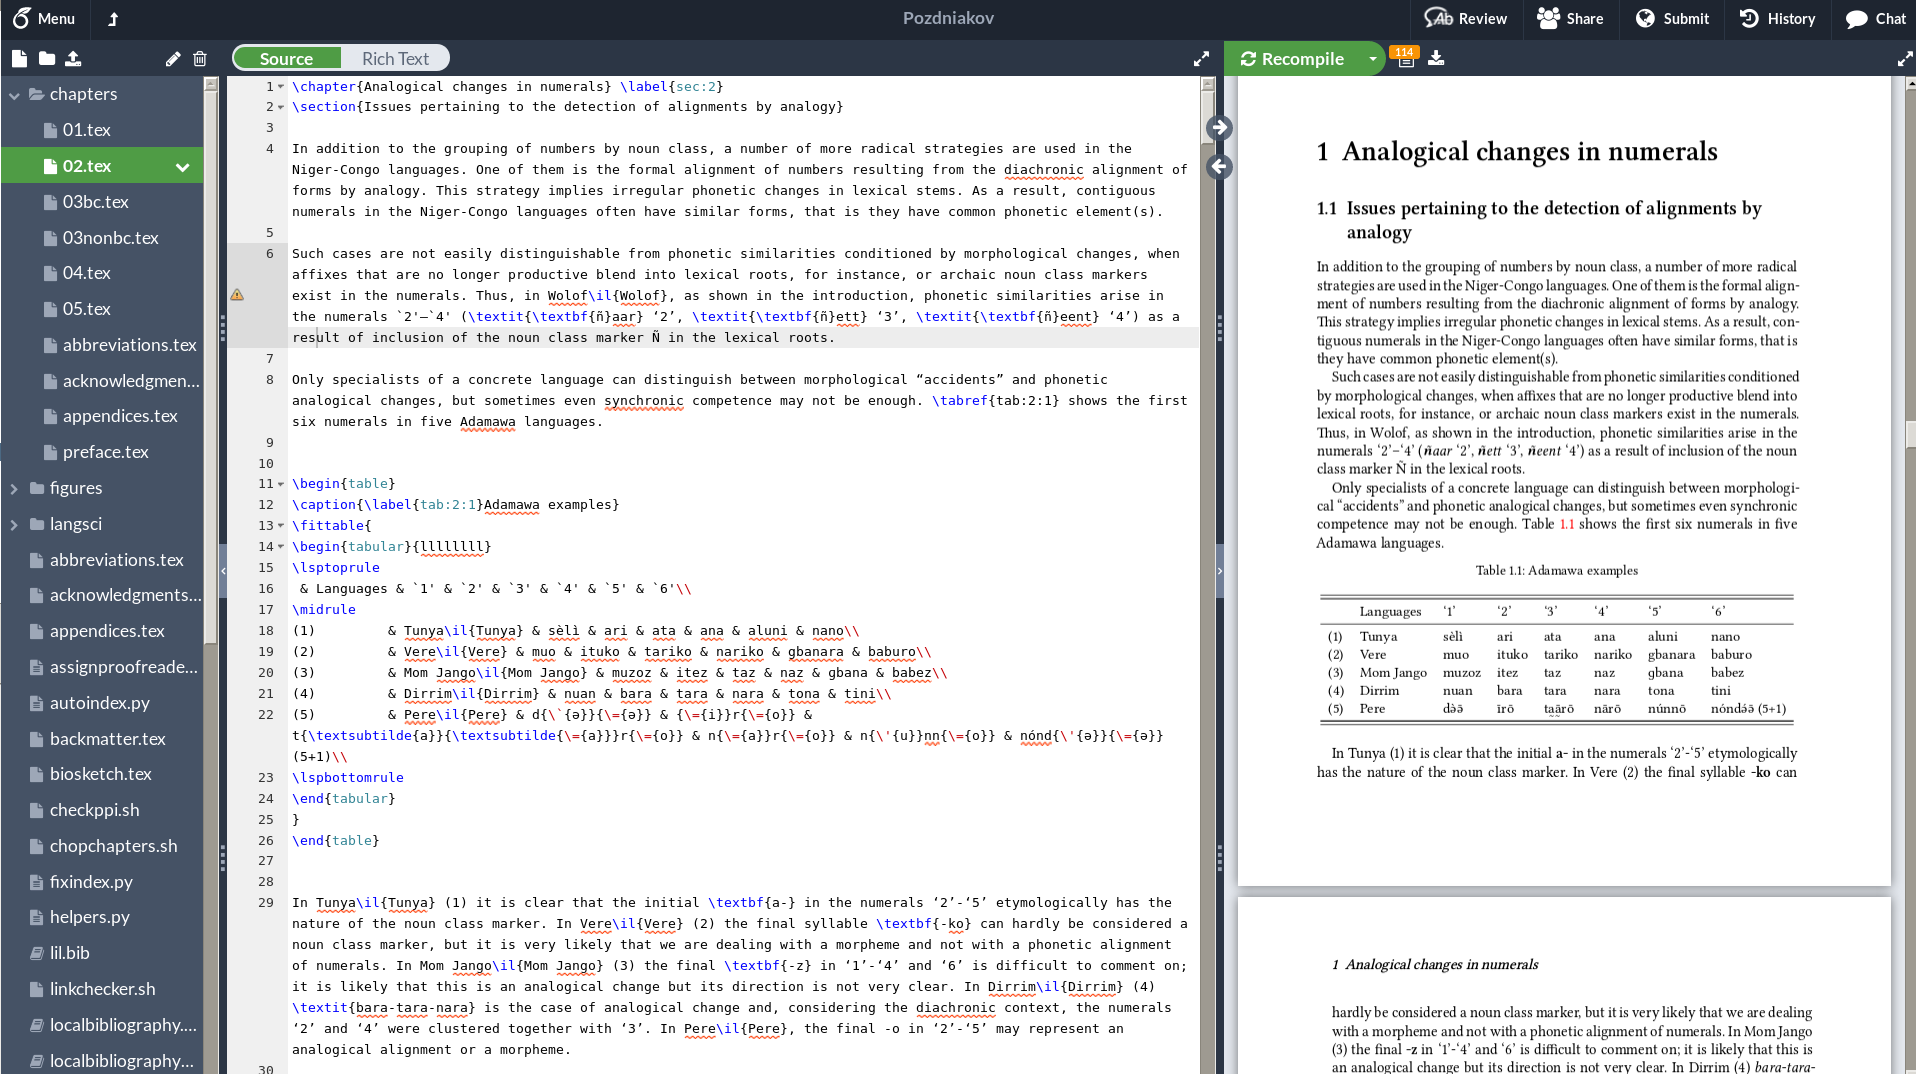 Menu
Pozdniakov
Review
Share
Submit
History
Chat
Source
Rich Text
Recompile
114
chapters
01.tex
02.tex
03bc.tex
03nonbc.tex
04.tex
05.tex
abbreviations.tex
acknowledgmen...
appendices.tex
preface.tex
figures
langsci
abbreviations.tex
acknowledgments...
appendices.tex
assignproofreade...
autoindex.py
backmatter.tex
biosketch.tex
checkppi.sh
chopchapters.sh
fixindex.py
helpers.py
lil.bib
linkchecker.sh
localbibliography....
localbibliography...
1 \chapter{Analogical changes in numerals} \label{sec:2}
2 \section{Issues pertaining to the detection of alignments by analogy}
3
4 In addition to the grouping of numbers by noun class, a number of more radical strategies are used in the
Niger-Congo languages. One of them is the formal alignment of numbers resulting from the diachronic alignment of
forms by analogy. This strategy implies irregular phonetic changes in lexical stems. As a result, contiguous
numerals in the Niger-Congo languages often have similar forms, that is they have common phonetic element(s).
5
6 Such cases are not easily distinguishable from phonetic similarities conditioned by morphological changes, when
affixes that are no longer productive blend into lexical roots, for instance, or archaic noun class markers
exist in the numerals. Thus, in Wolof\il{Wolof}, as shown in the introduction, phonetic similarities arise in
the numerals `2'–`4' (\textit{\textbf{ñ}aar} ‘2’, \textit{\textbf{ñ}ett} ‘3’, \textit{\textbf{ñ}eent} ‘4’) as a
result of inclusion of the noun class marker Ñ in the lexical roots.
7
8 Only specialists of a concrete language can distinguish between morphological “accidents” and phonetic
analogical changes, but sometimes even synchronic competence may not be enough. \tabref{tab:2:1} shows the first
six numerals in five Adamawa languages.
9
10
11 \begin{table}
12 \caption{\label{tab:2:1}Adamawa examples}
13 \fittable{
14 \begin{tabular}{llllllll}
15 \lsptoprule
16 & Languages & `1' & `2' & `3' & `4' & `5' & `6'\\
17 \midrule
18 (1) & Tunya\il{Tunya} & sèlì & ari & ata & ana & aluni & nano\\
19 (2) & Vere\il{Vere} & muo & ituko & tariko & nariko & gbanara & baburo\\
20 (3) & Mom Jango\il{Mom Jango} & muzoz & itez & taz & naz & gbana & babez\\
21 (4) & Dirrim\il{Dirrim} & nuan & bara & tara & nara & tona & tini\\
22 (5) & Pere\il{Pere} & d{\`{ə}}{\={ə}} & {\={i}}r{\={o}} &
t{\textsubtilde{a}}{\textsubtilde{\={a}}}r{\={o}} & n{\={a}}r{\={o}} & n{\'{u}}nn{\={o}} & nónd{\'{ə}}{\={ə}}
(5+1)\\
23 \lspbottomrule
24 \end{tabular}
25 }
26 \end{table}
27
28
29 In Tunya\il{Tunya} (1) it is clear that the initial \textbf{a-} in the numerals ‘2’-‘5’ etymologically has the
nature of the noun class marker. In Vere\il{Vere} (2) the final syllable \textbf{-ko} can hardly be considered a
noun class marker, but it is very likely that we are dealing with a morpheme and not with a phonetic alignment
of numerals. In Mom Jango\il{Mom Jango} (3) the final \textbf{-z} in ‘1’-‘4’ and ‘6’ is difficult to comment on;
it is likely that this is an analogical change but its direction is not very clear. In Dirrim\il{Dirrim} (4)
\textit{bara-tara-nara} is the case of analogical change and, considering the diachronic context, the numerals
‘2’ and ‘4’ were clustered together with ‘3’. In Pere\il{Pere}, the final -o in ‘2’-‘5’ may represent an
analogical alignment or a morpheme.
30
1 Analogical changes in numerals
1.1 Issues pertaining to the detection of alignments by
analogy
In addition to the grouping of numbers by noun class, a number of more radical
strategies are used in the Niger-Congo languages. One of them is the formal align-
ment of numbers resulting from the diachronic alignment of forms by analogy.
This strategy implies irregular phonetic changes in lexical stems. As a result, con-
tiguous numerals in the Niger-Congo languages often have similar forms, that is
they have common phonetic element(s).
Such cases are not easily distinguishable from phonetic similarities conditioned
by morphological changes, when affixes that are no longer productive blend into
lexical roots, for instance, or archaic noun class markers exist in the numerals.
Thus, in Wolof, as shown in the introduction, phonetic similarities arise in the
numerals ‘2’–‘4’ (ñaar ‘2’, ñett ‘3’, ñeent ‘4’) as a result of inclusion of the noun
class marker Ñ in the lexical roots.
Only specialists of a concrete language can distinguish between morphologi-
cal “accidents” and phonetic analogical changes, but sometimes even synchronic
competence may not be enough. Table 1.1 shows the first six numerals in five
Adamawa languages.
Table 1.1: Adamawa examples
Languages ‘1’ ‘2’ ‘3’ ‘4’ ‘5’ ‘6’
(1) Tunya sèlì ari ata ana aluni nano
(2) Vere muo ituko tariko nariko gbanara baburo
(3) Mom Jango muzoz itez taz naz gbana babez
(4) Dirrim nuan bara tara nara tona tini
(5) Pere də̀ə̄ īrō ta̰ā̰rō nārō núnnō nóndə́ə̄ (5+1)
In Tunya (1) it is clear that the initial a- in the numerals ‘2’-‘5’ etymologically
has the nature of the noun class marker. In Vere (2) the final syllable -ko can
1 Analogical changes in numerals
hardly be considered a noun class marker, but it is very likely that we are dealing
with a morpheme and not with a phonetic alignment of numerals. In Mom Jango
(3) the final -z in ‘1’-‘4’ and ‘6’ is difficult to comment on; it is likely that this is
an analogical change but its direction is not very clear. In Dirrim (4) bara-tara-